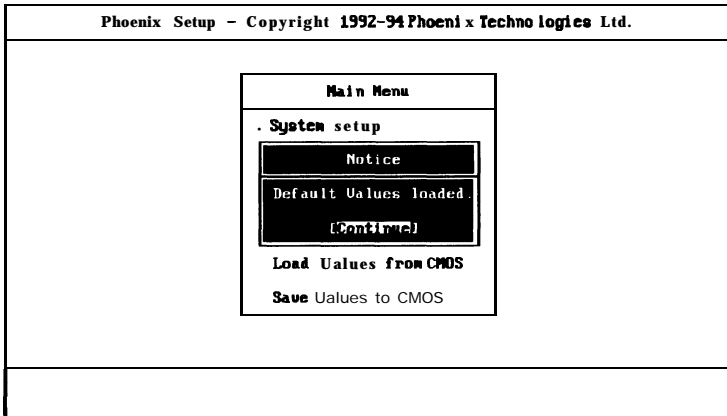 Phoenix Setup – Copyright 1992-94 Phoenix Technologies Ltd.
Main Menu
. System setup
Notice
Default Values loaded.
[Continue]
Load Values from CMOS
Save Values to CMOS